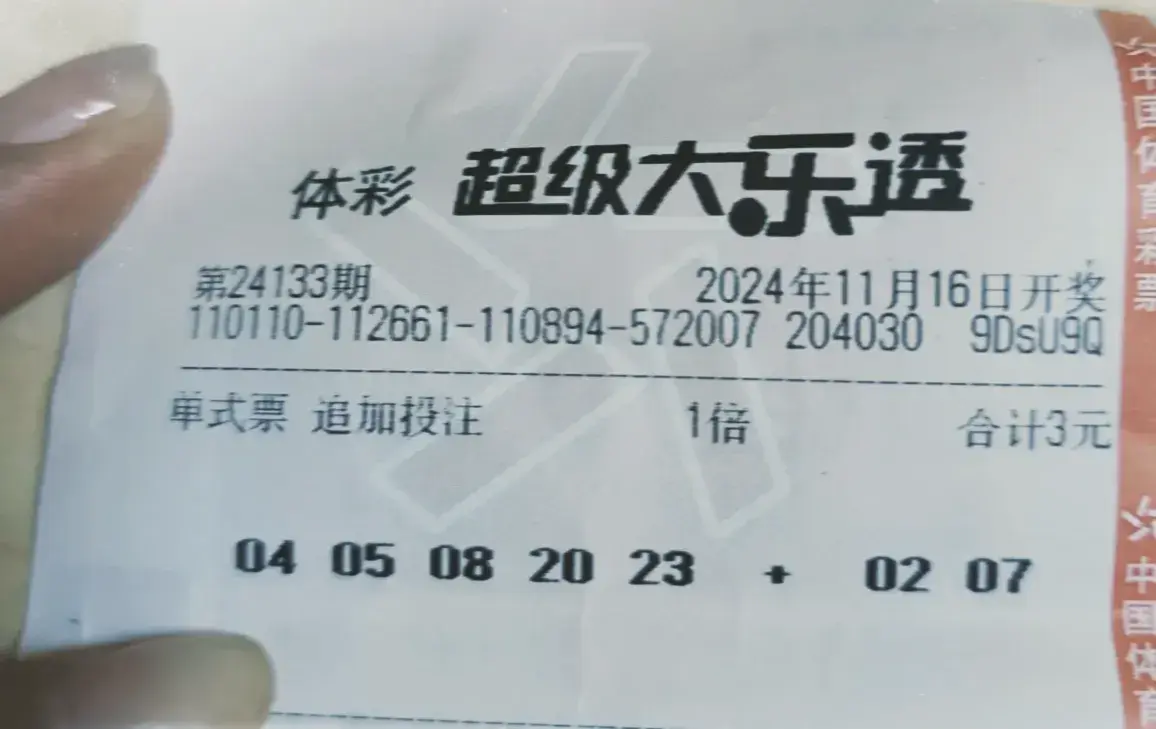 体彩 超级大乐透
第24133期 2024年11月16日开奖
110110-112661-110894-572007 204030 9DsU9Q
单式票 追加投注 1倍 合计3元
04 05 08 20 23 + 02 07
中国体育彩票
中国体育